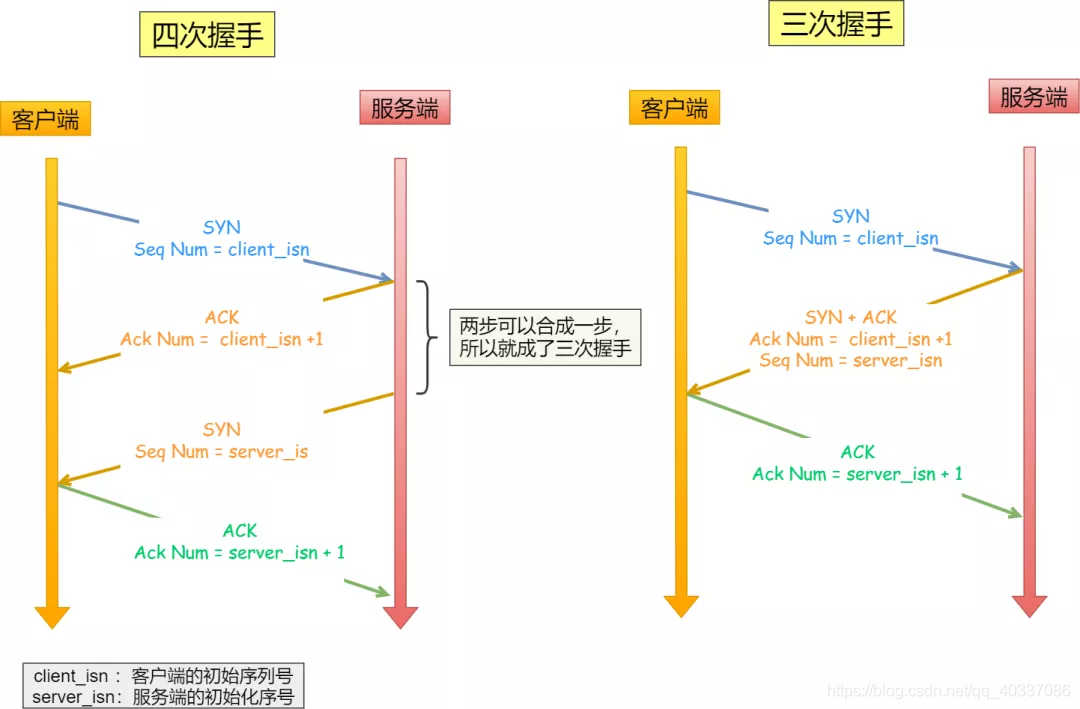 四次握手
客户端
服务端
SYN
Seq Num = client_isn
ACK
Ack Num =  client_isn +1
SYN
Seq Num = server_is
ACK
Ack Num = server_isn + 1
两步可以合成一步，
所以就成了三次握手
三次握手
客户端
服务端
SYN
Seq Num = client_isn
SYN + ACK
Ack Num =  client_isn +1
Seq Num = server_isn
ACK
Ack Num = server_isn + 1
client_isn ：客户端的初始序列号
server_isn：服务端的初始化序号
https://blog.csdn.net/qq_40337086